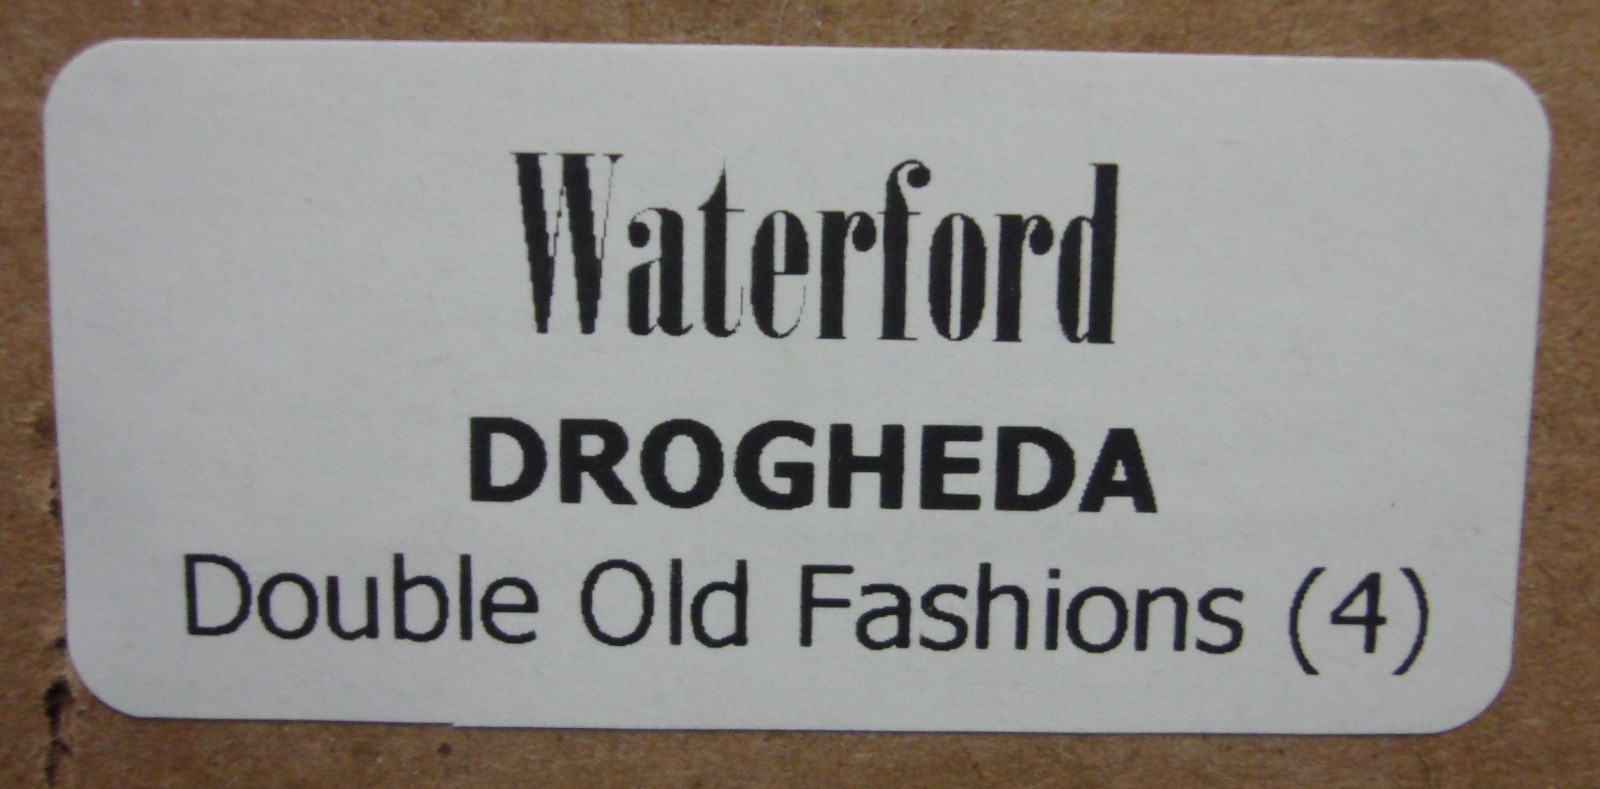 Waterford
DROGHEDA
Double Old Fashions (4)